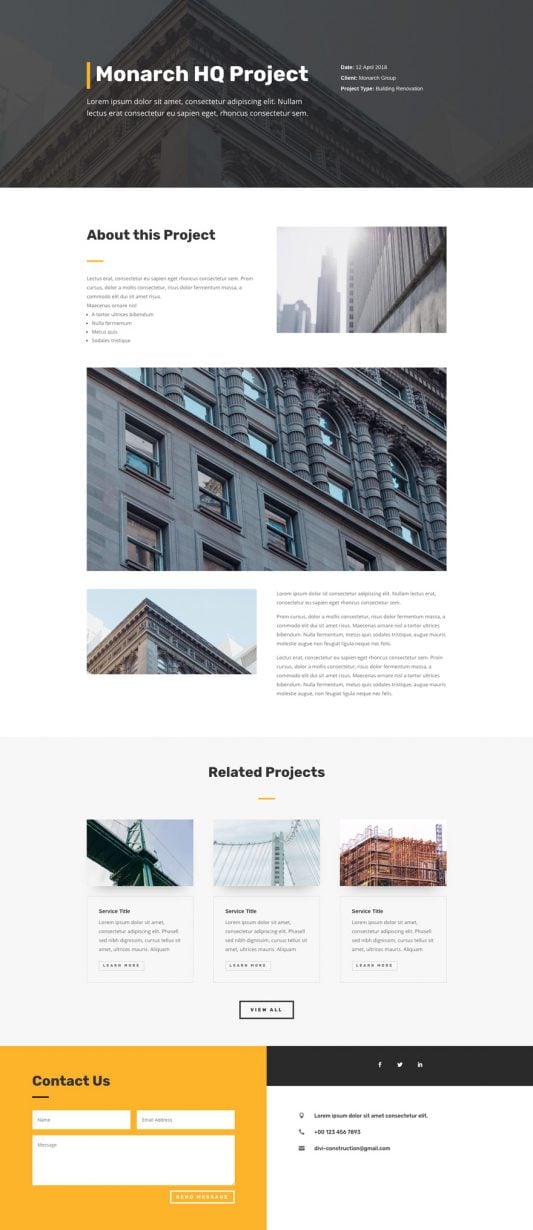 Monarch HQ Project
Lorem ipsum dolor sit amet, consectetur adipiscing elit. Nullam
lectus erat consectetur eu sapien eget, rhoncus consectetur sem.
Date: 12 April 2018
Client: Monarch Group
Project Type: Building Renovation
About this Project
Lectus erat, consectetur eu sapien eget rhoncus consectetur sem. Proin
cursus, dolor a mollis consectetur, risus dolor fermentum massa, a
commodo elit dui sit amet risus.
Maecenas ornare nisl
• A tortor ultrices bibendum
• Nulla fermentum
• Metus quis
• Sodales tristique
Lorem ipsum dolor sit consectetur adipiscing elit. Nullam lectus erat,
consectetur eu sapien eget rhoncus consectetur sem.
Proin cursus, dolor a mollis consectetur, risus dolor fermentum massa, a
commodo elit dui sit amet risus. Maecenas ornare nisl a tortor ultrices
bibendum. Nulla fermentum, metus quis sodales tristique, augue mauris
molestie augue, non feugiat ligula neque nec felis.
Lectus erat, consectetur eu sapien eget rhoncus consectetur sem. Proin
cursus, dolor a mollis consectetur, risus dolor fermentum massa, a
commodo elit dui sit amet risus. Maecenas ornare nisl a tortor ultrices
bibendum. Nulla fermentum, metus quis sodales tristique, augue mauris
molestie augue, non feugiat ligula neque nec felis.
Related Projects
Service Title
Lorem ipsum dolor sit amet,
consectetur adipiscing elit. Phasell
sed nibh dignissim, cursus tellus sit
amet, ultrices mauris. Aliquam
LEARN MORE
Service Title
Lorem ipsum dolor sit amet,
consectetur adipiscing elit. Phasell
sed nibh dignissim, cursus tellus sit
amet, ultrices mauris. Aliquam
LEARN MORE
Service Title
Lorem ipsum dolor sit amet,
consectetur adipiscing elit. Phasell
sed nibh dignissim, cursus tellus sit
amet, ultrices mauris. Aliquam
LEARN MORE
VIEW ALL
Contact Us
Name
Email Address
Message
SEND MESSAGE
Lorem ipsum dolor sit amet consectetur elit.
+00 123 456 7893
divi-construction@gmail.com